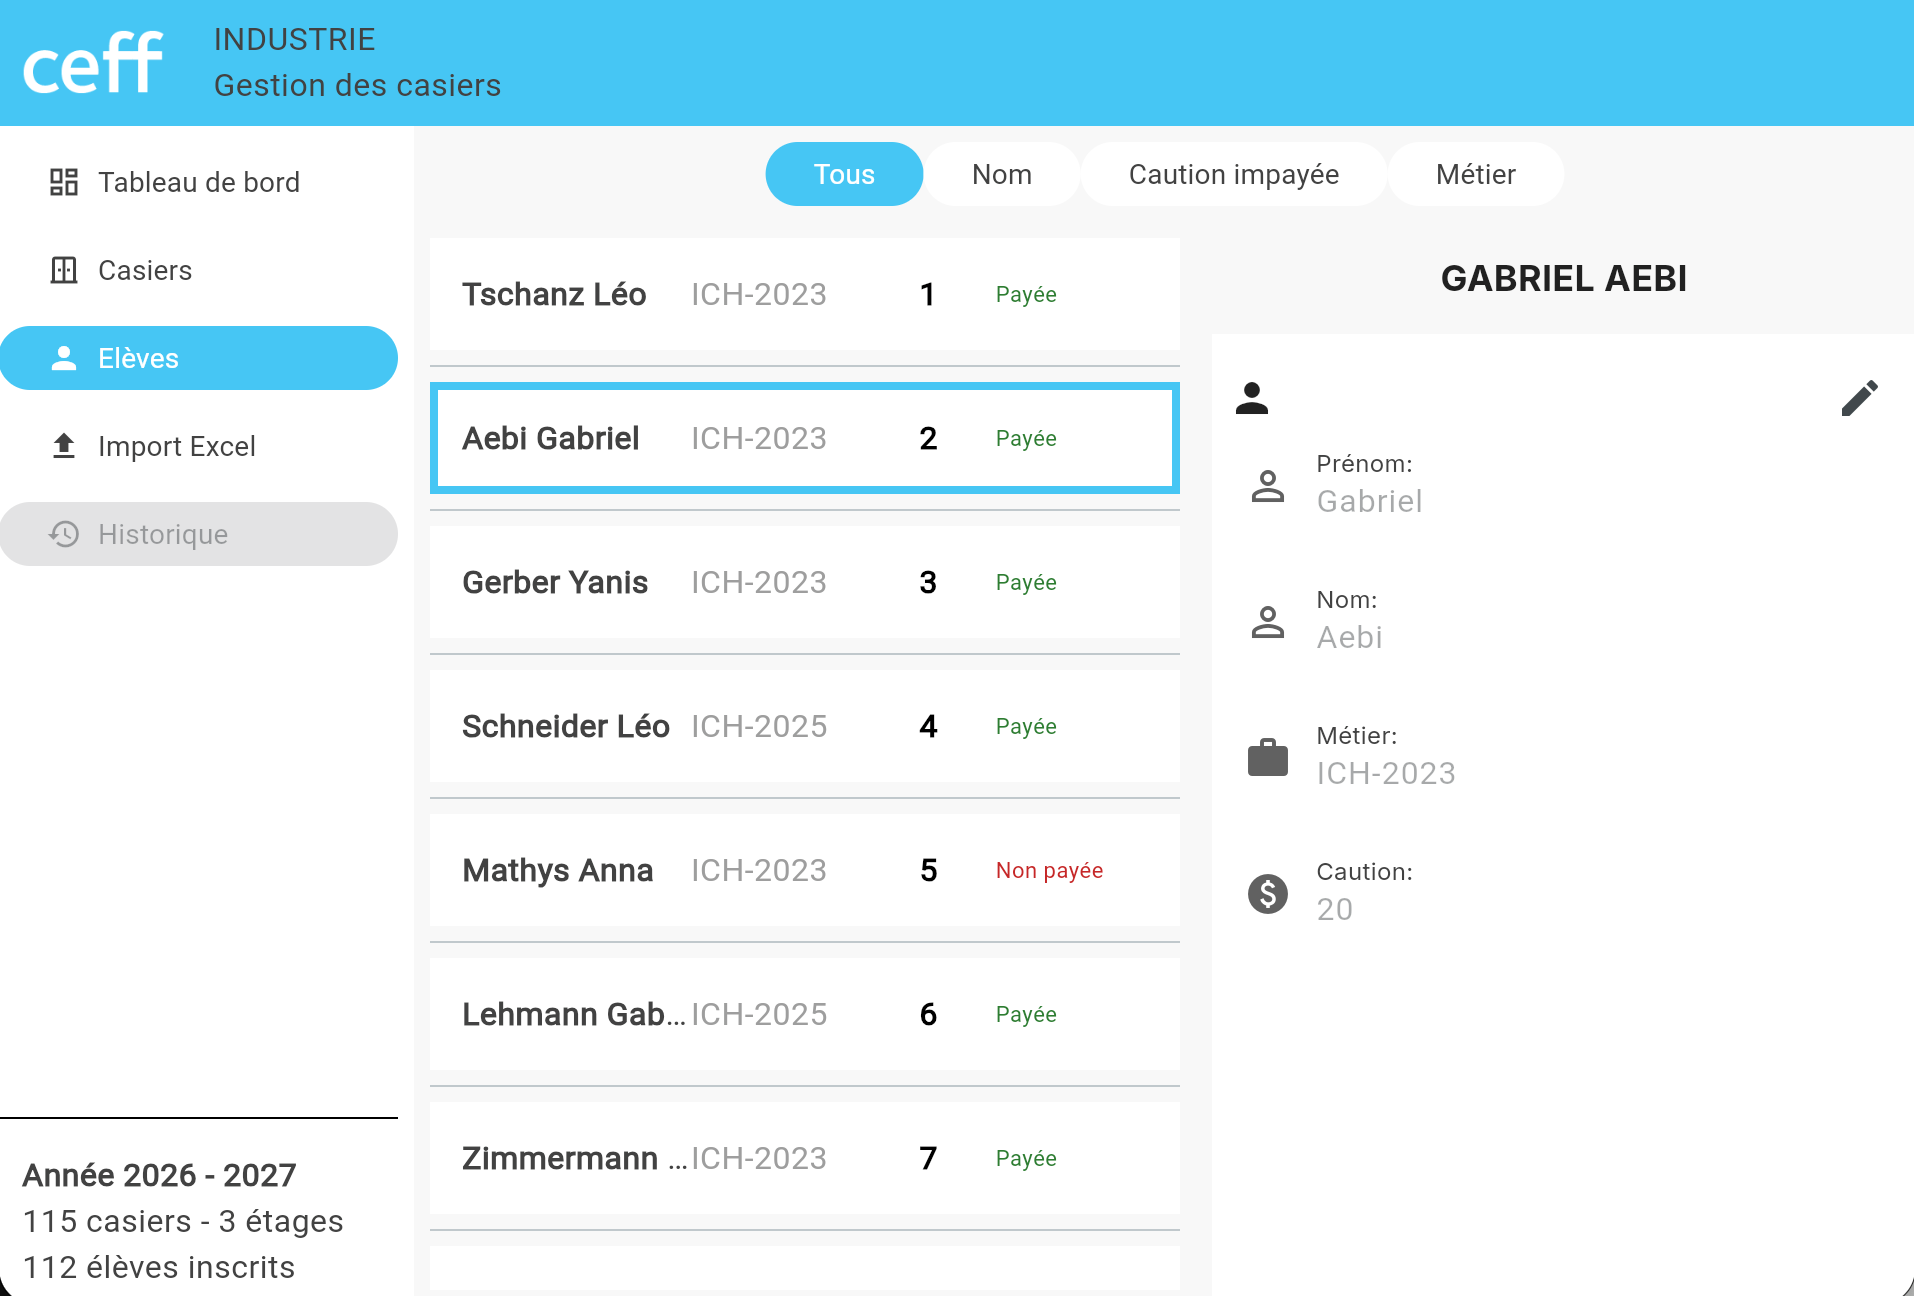 ceff
INDUSTRIE
Gestion des casiers
Tableau de bord
Casiers
Elèves
Import Excel
Historique
Année 2026 - 2027
115 casiers - 3 étages
112 élèves inscrits
Tous
Nom
Caution impayée
Métier
Tschanz Léo ICH-2023 1 Payée
Aebi Gabriel ICH-2023 2 Payée
Gerber Yanis ICH-2023 3 Payée
Schneider Léo ICH-2025 4 Payée
Mathys Anna ICH-2023 5 Non payée
Lehmann Gab... ICH-2025 6 Payée
Zimmermann ... ICH-2023 7 Payée
GABRIEL AEBI
Prénom:
Gabriel
Nom:
Aebi
Métier:
ICH-2023
Caution:
20